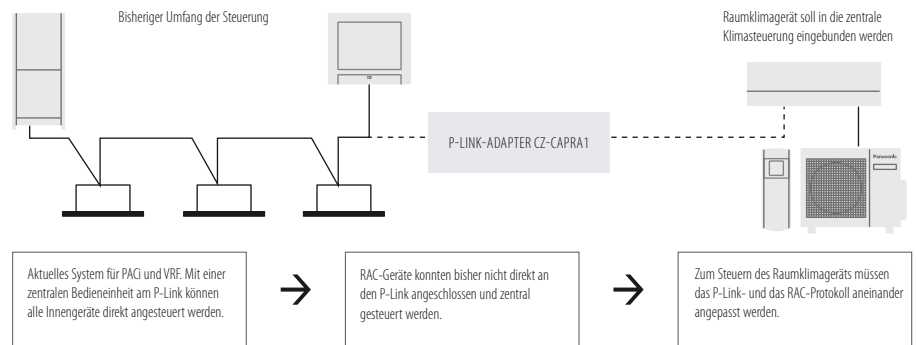 Bisheriger Umfang der Steuerung
Raumklimagerät soll in die zentrale
Klimasteuerung eingebunden werden
P-LINK-ADAPTER CZ-CAPRA1
Panasonic
Aktuelles System für PACi und VRF. Mit einer
zentralen Bedieneinheit am P-Link können
alle Innengeräte direkt angesteuert werden.
RAC-Geräte konnten bisher nicht direkt an
den P-Link angeschlossen und zentral
gesteuert werden.
Zum Steuern des Raumklimageräts müssen
das P-Link- und das RAC-Protokoll aneinander
angepasst werden.